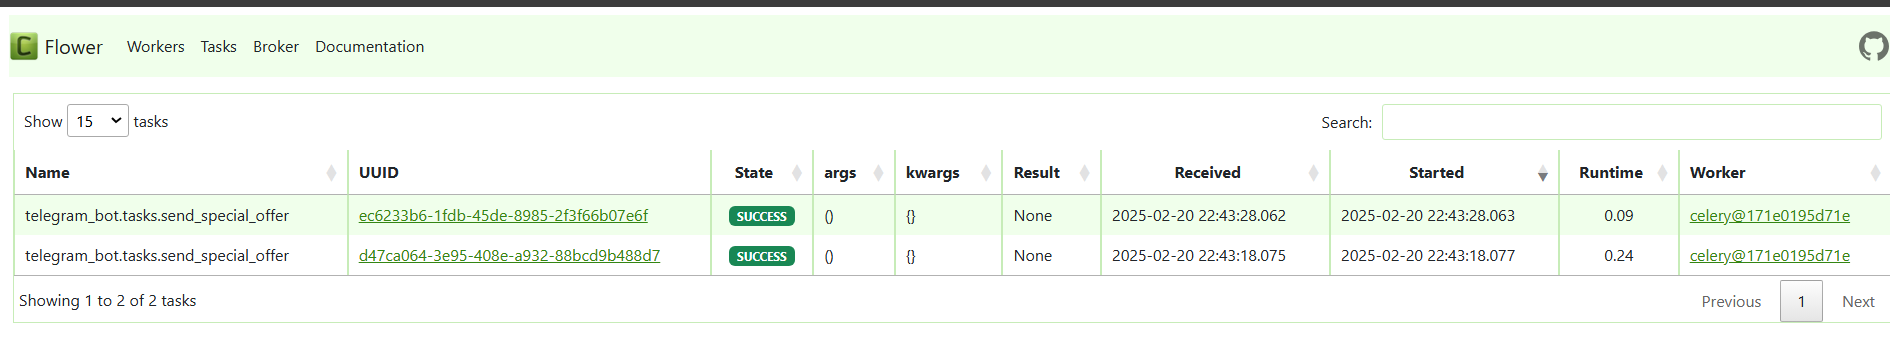 Flower Workers Tasks Broker Documentation
Show 15 tasks Search:
Name UUID State args kwargs Result Received Started Runtime Worker
telegram_bot.tasks.send_special_offer ec6233b6-1fdb-45de-8985-2f3f66b07e6f SUCCESS () {} None 2025-02-20 22:43:28.062 2025-02-20 22:43:28.063 0.09 celery@171e0195d71e
telegram_bot.tasks.send_special_offer d47ca064-3e95-408e-a932-88bcd9b488d7 SUCCESS () {} None 2025-02-20 22:43:18.075 2025-02-20 22:43:18.077 0.24 celery@171e0195d71e
Showing 1 to 2 of 2 tasks Previous 1 Next